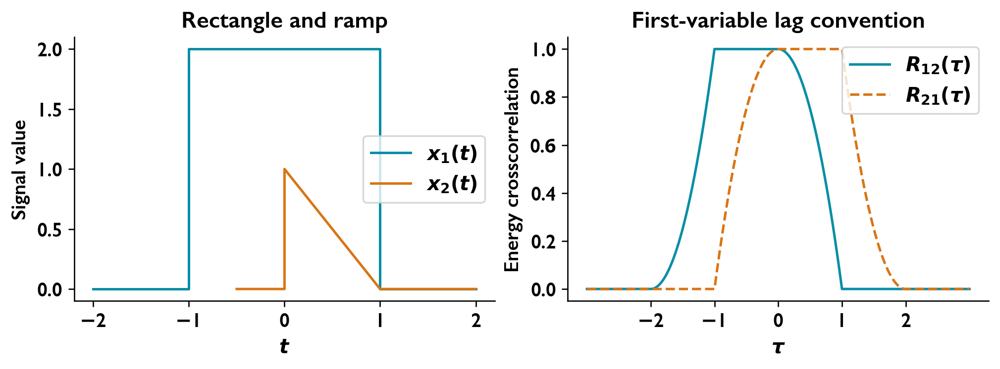 Rectangle and ramp
Signal value
2.0
1.5
1.0
0.5
0.0
−2
−1
0
1
2
t
x₁(t)
x₂(t)
First-variable lag convention
Energy crosscorrelation
1.0
0.8
0.6
0.4
0.2
0.0
−2
−1
0
1
2
τ
R₁₂(τ)
R₂₁(τ)